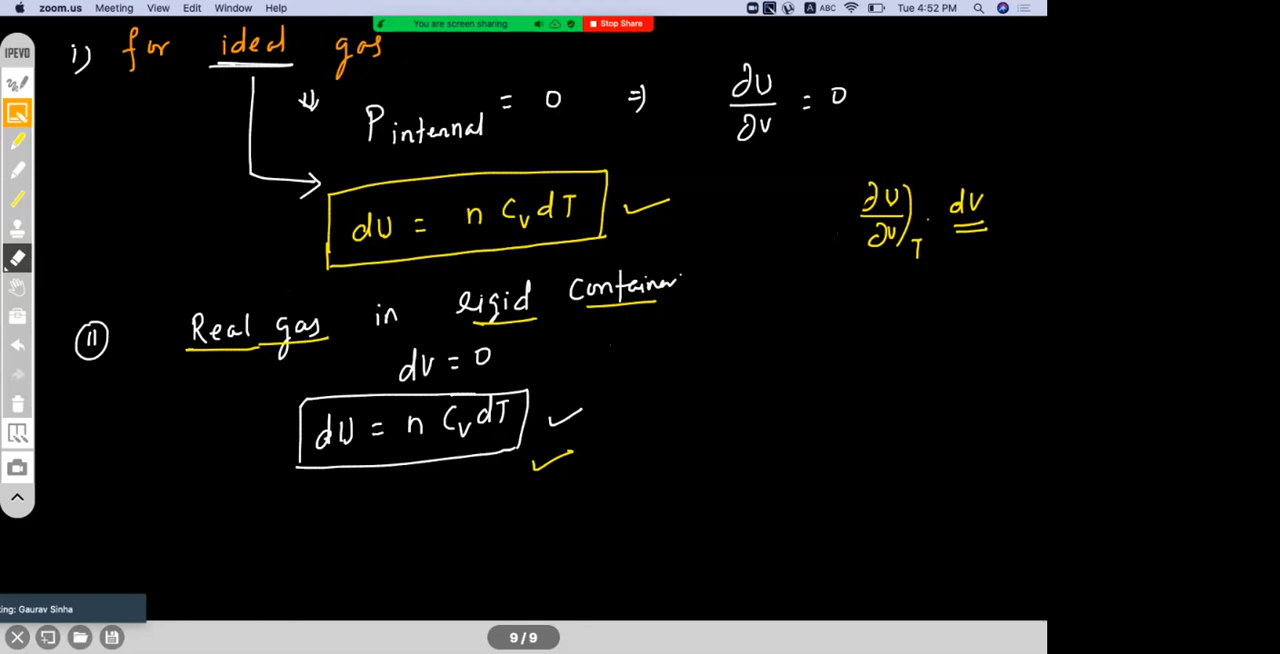 zoom.us Meeting View Edit Window Help A ABC Tue 4:52 PM
You are screen sharing Stop Share
IPEVO
i) for ideal gas
P internal = 0 ⇒ ∂U/∂V = 0
dU = n Cv dT ✓
∂U/∂V)T · dV
(II) Real gas in rigid container
dV = 0
dU = n Cv dT ✓
✓
ing: Gaurav Sinha
9/9